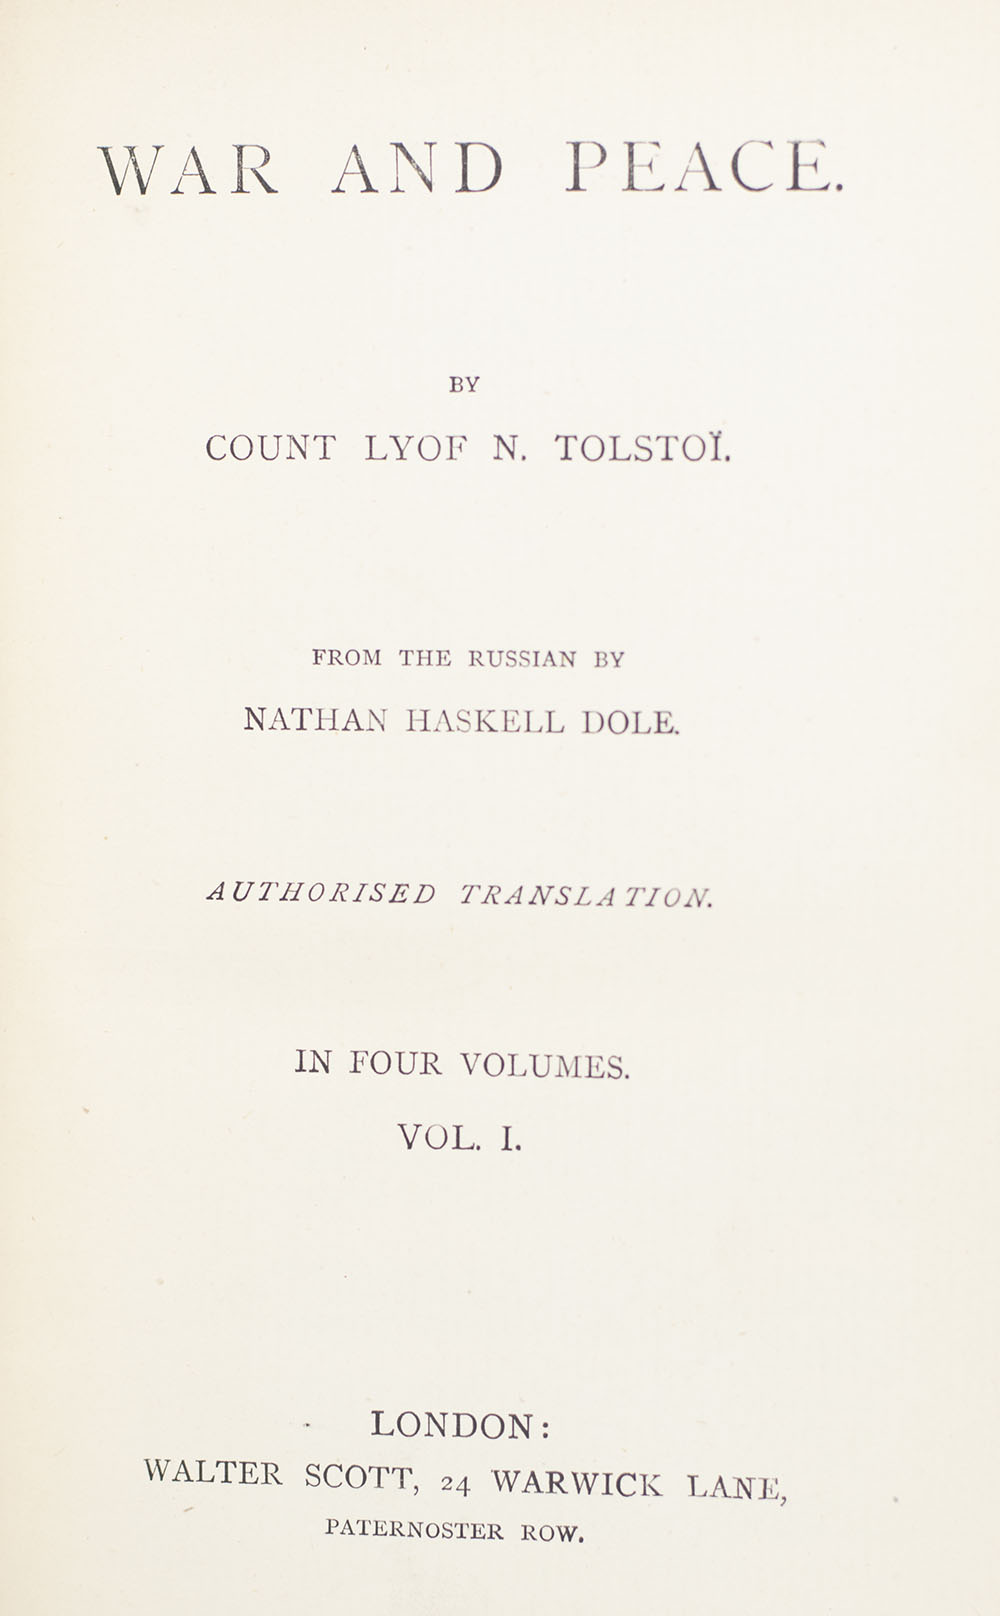 WAR AND PEACE.
BY
COUNT LYOF N. TOLSTOÏ.
FROM THE RUSSIAN BY
NATHAN HASKELL DOLE.
AUTHORISED TRANSLATION.
IN FOUR VOLUMES.
VOL. I.
LONDON:
WALTER SCOTT, 24 WARWICK LANE,
PATERNOSTER ROW.